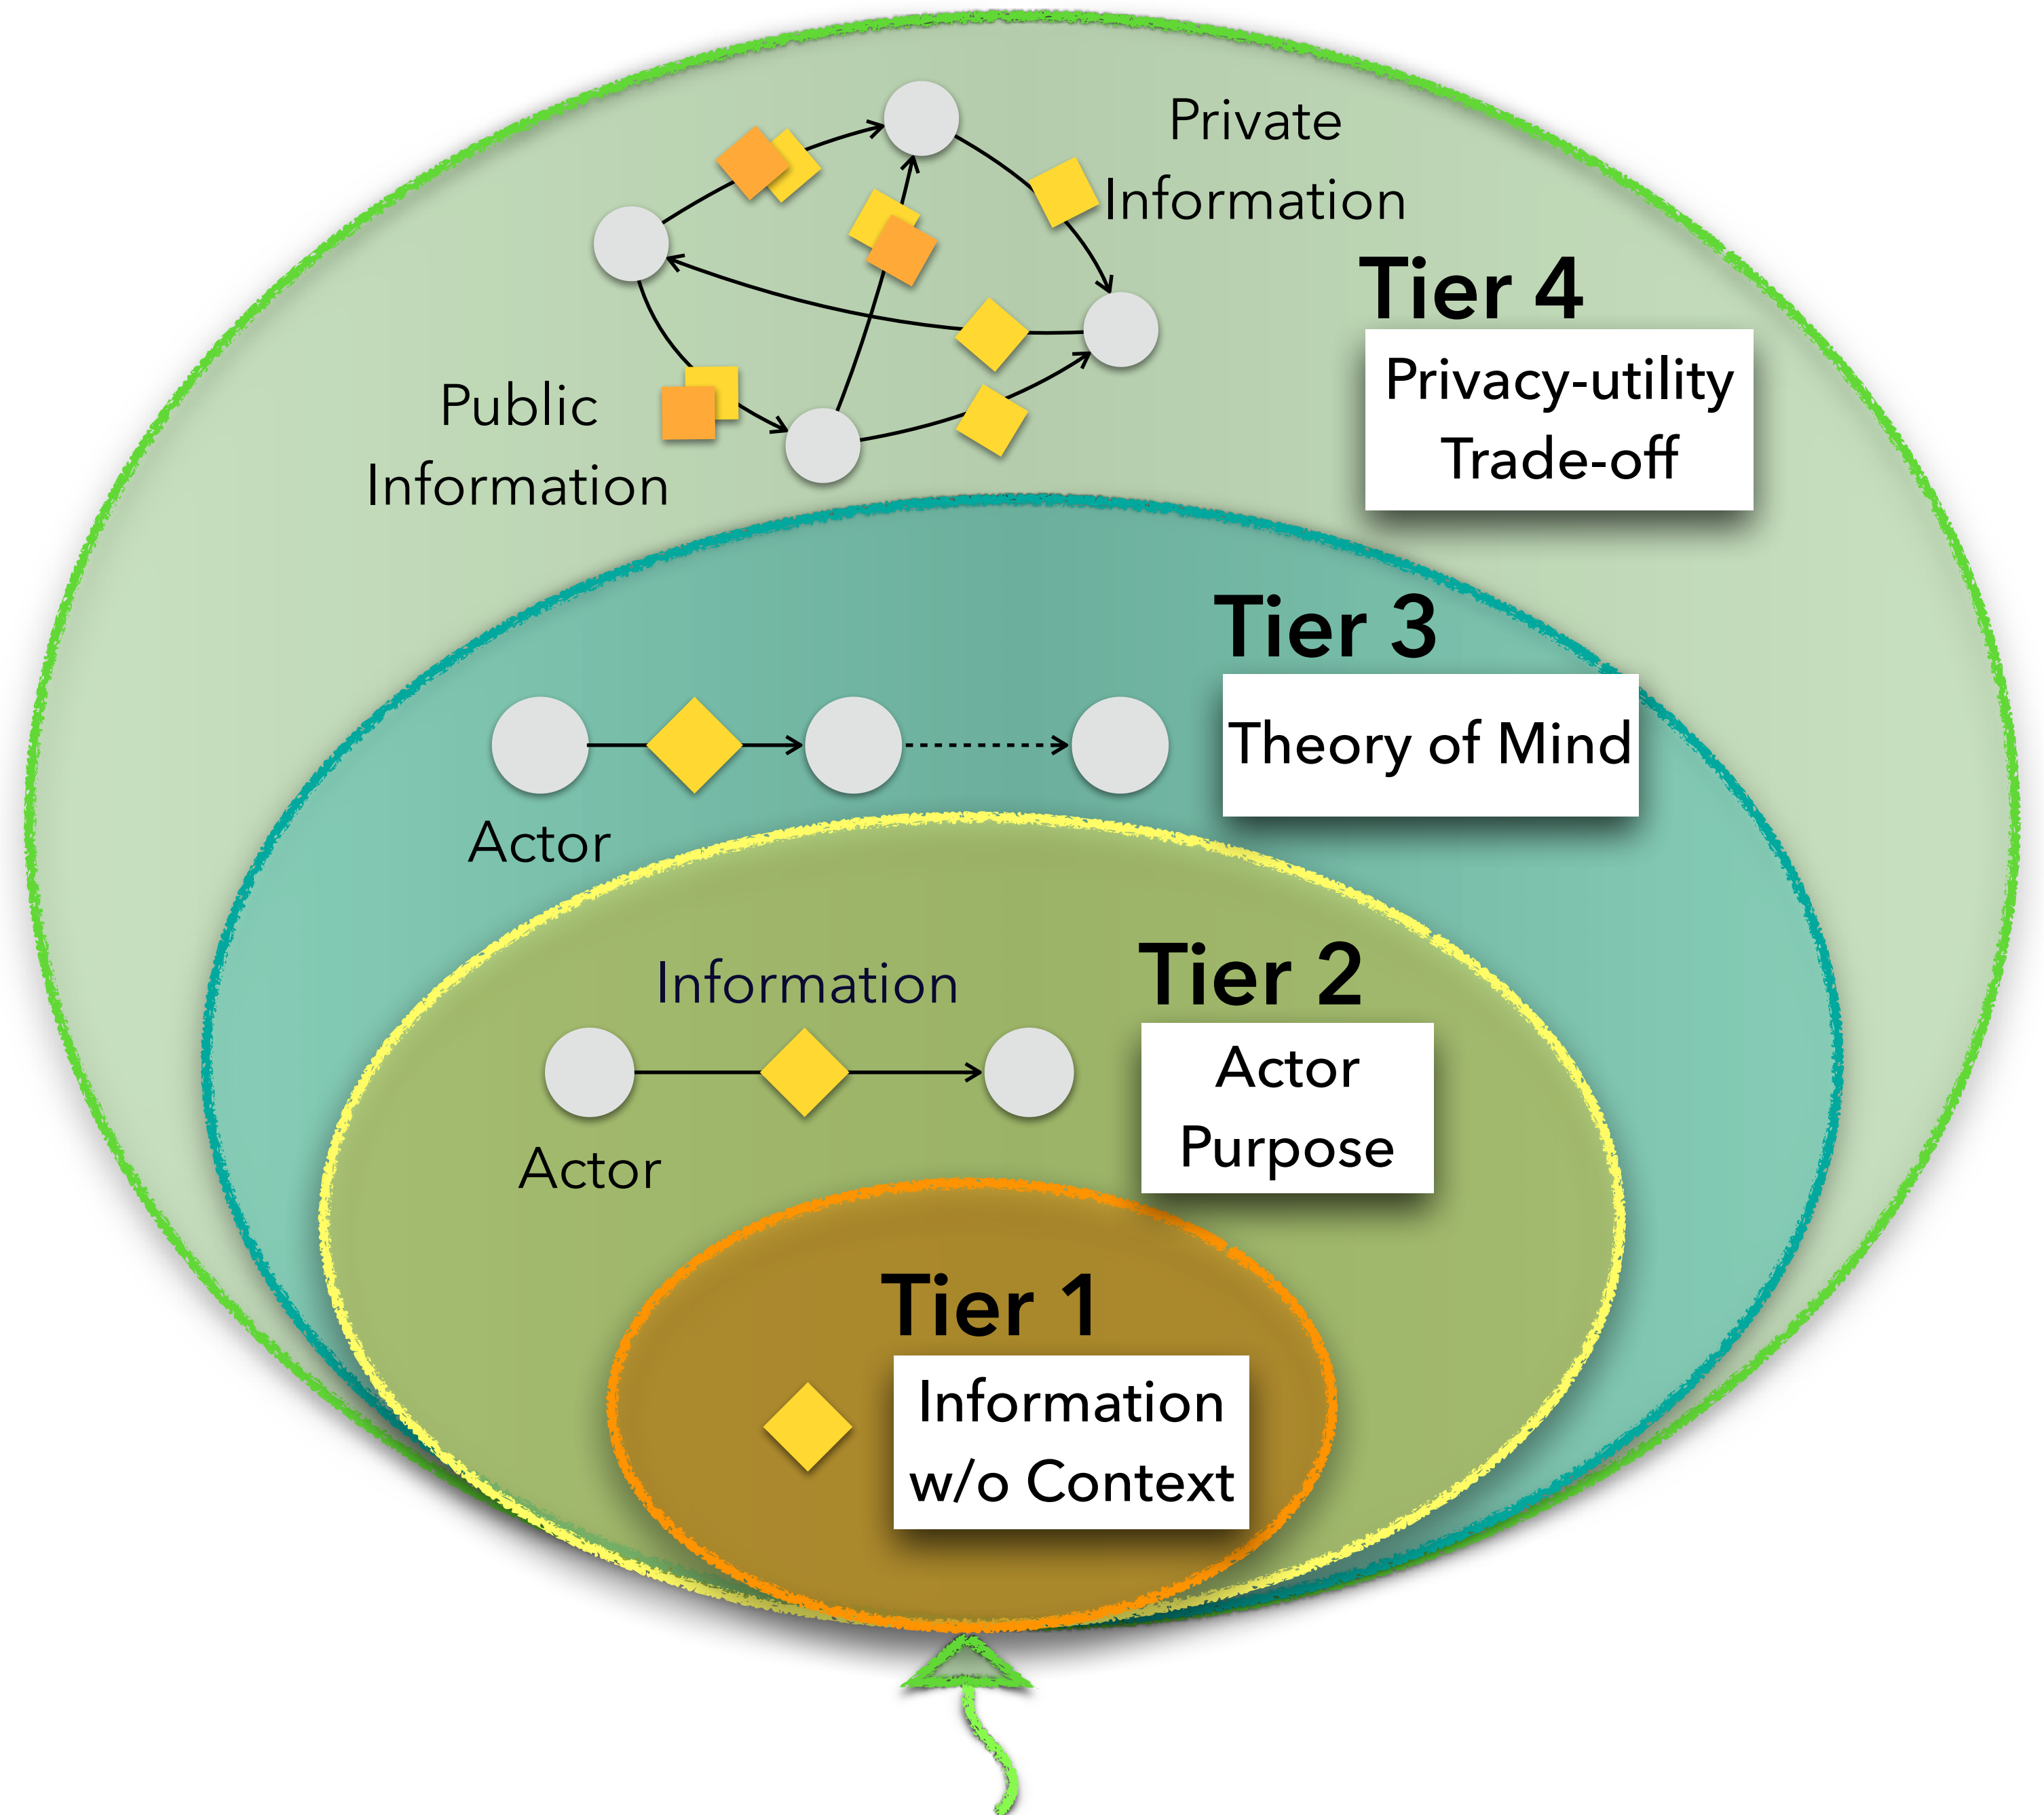 Private
Information
Tier 4
Privacy-utility
Trade-off
Public
Information
Tier 3
Theory of Mind
Actor
Tier 2
Information
Actor
Purpose
Actor
Tier 1
Information
w/o Context